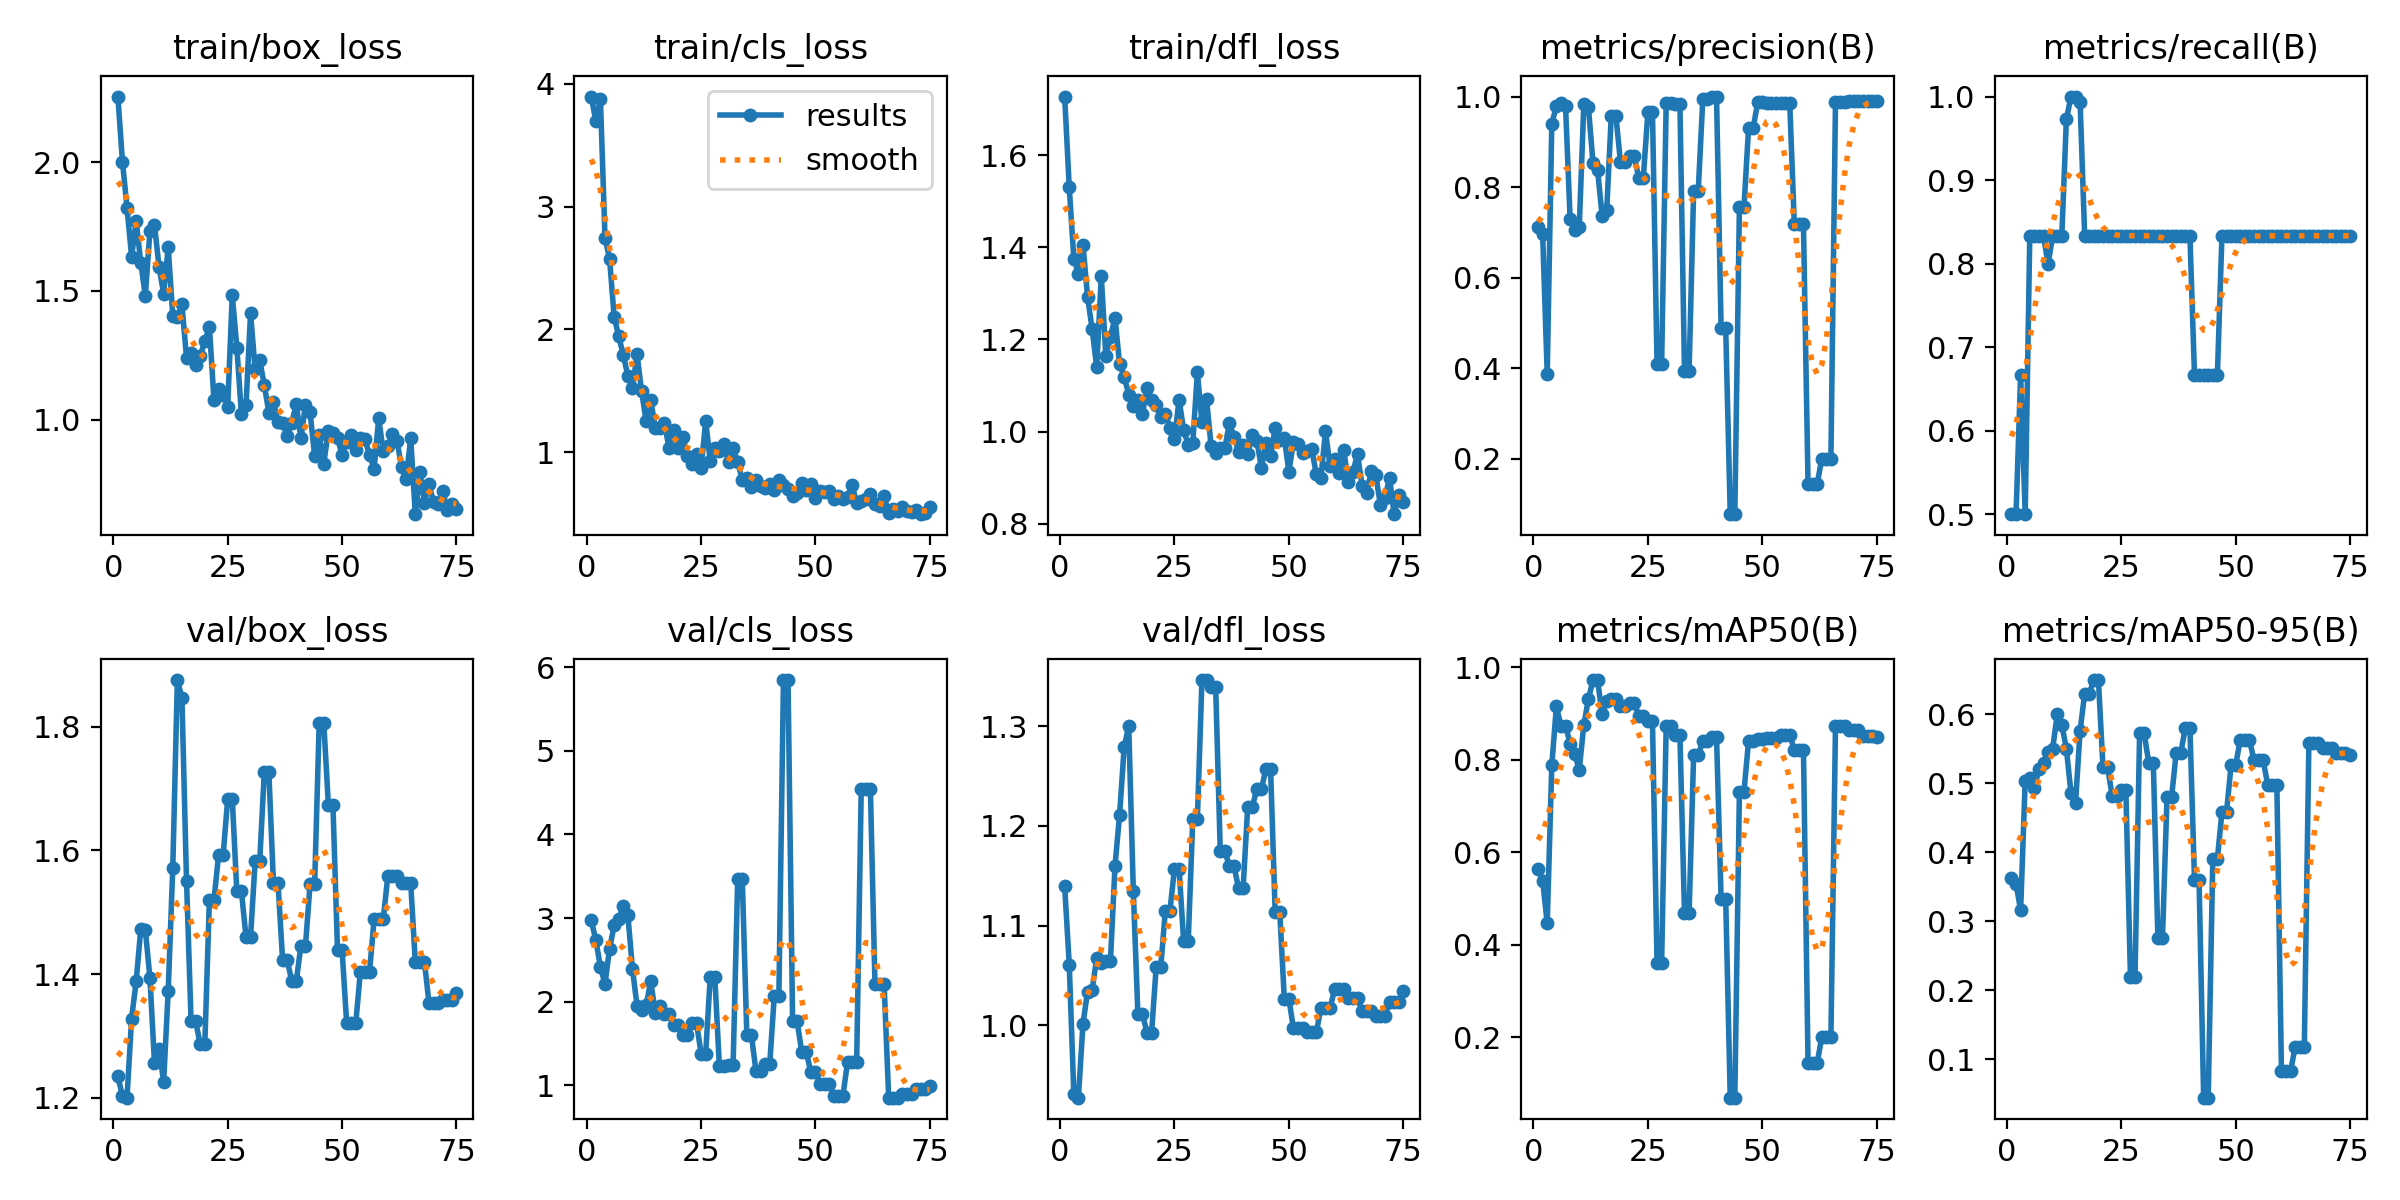 train/box_loss
2.0
1.5
1.0
0 25 50 75
train/cls_loss
results
smooth
4
3
2
1
0 25 50 75
train/dfl_loss
1.6
1.4
1.2
1.0
0.8
0 25 50 75
metrics/precision(B)
1.0
0.8
0.6
0.4
0.2
0 25 50 75
metrics/recall(B)
1.0
0.9
0.8
0.7
0.6
0.5
0 25 50 75
val/box_loss
1.8
1.6
1.4
1.2
0 25 50 75
val/cls_loss
6
5
4
3
2
1
0 25 50 75
val/dfl_loss
1.3
1.2
1.1
1.0
0 25 50 75
metrics/mAP50(B)
1.0
0.8
0.6
0.4
0.2
0 25 50 75
metrics/mAP50-95(B)
0.6
0.5
0.4
0.3
0.2
0.1
0 25 50 75